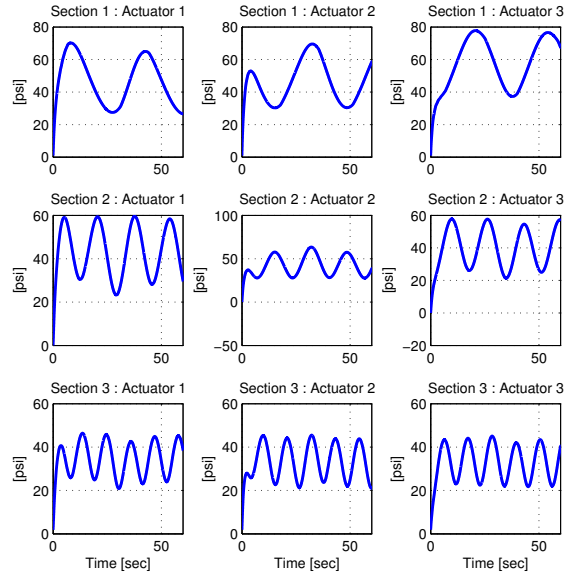 Section 1 : Actuator 1
Section 1 : Actuator 2
Section 1 : Actuator 3
80
60
40
20
0
[psi]
0
50
80
60
40
20
0
[psi]
0
50
80
60
40
20
0
[psi]
0
50
Section 2 : Actuator 1
Section 2 : Actuator 2
Section 2 : Actuator 3
60
40
20
0
[psi]
0
50
100
50
0
−50
[psi]
0
50
60
40
20
0
−20
[psi]
0
50
Section 3 : Actuator 1
Section 3 : Actuator 2
Section 3 : Actuator 3
60
40
20
0
[psi]
0
50
Time [sec]
60
40
20
0
[psi]
0
50
Time [sec]
60
40
20
0
[psi]
0
50
Time [sec]